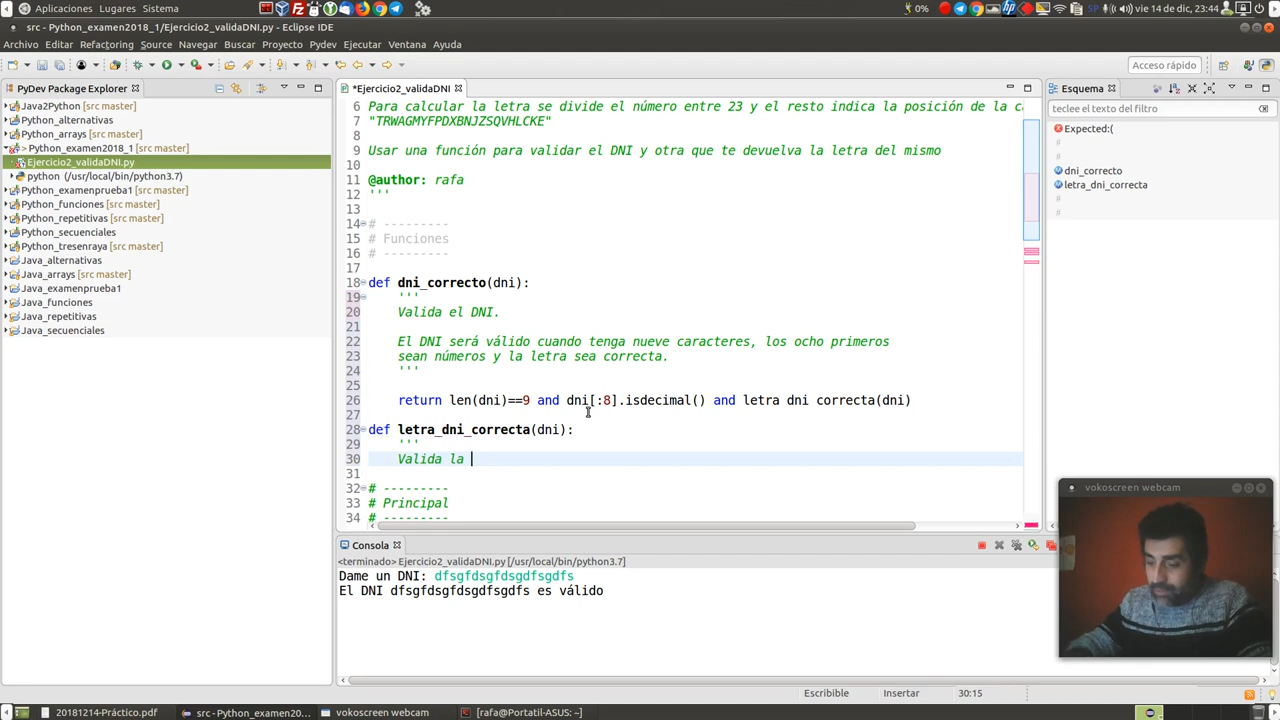 Aplicaciones Lugares Sistema
0%
SP
vie 14 de dic, 23:44
src - Python_examen2018_1/Ejercicio2_validaDNI.py - Eclipse IDE
Archivo Editar Refactoring Source Navegar Buscar Proyecto Pydev Ejecutar Ventana Ayuda
Acceso rápido
PyDev Package Explorer
*Ejercicio2_validaDNI
Esquema
teclee el texto del filtro
Java2Python [src master]
Python_alternativas
Python_arrays [src master]
> Python_examen2018_1 [src master]
Ejercicio2_validaDNI.py
python (/usr/local/bin/python3.7)
Python_examenprueba1 [src master]
Python_funciones [src master]
Python_repetitivas [src master]
Python_secuenciales
Python_tresenraya [src master]
Java_alternativas
Java_arrays [src master]
Java_examenprueba1
Java_funciones
Java_repetitivas
Java_secuenciales
6 Para calcular la letra se divide el número entre 23 y el resto indica la posición de la c
7 "TRWAGMYFPDXBNJZSQVHLCKE"
8
9 Usar una función para validar el DNI y otra que te devuelva la letra del mismo
10
11 @author: rafa
12 '''
13
14 # ---------
15 # Funciones
16 # ---------
17
18 def dni_correcto(dni):
19 '''
20 Valida el DNI.
21
22 El DNI será válido cuando tenga nueve caracteres, los ocho primeros
23 sean números y la letra sea correcta.
24 '''
25
26 return len(dni)==9 and dni[:8].isdecimal() and letra dni correcta(dni)
27
28 def letra_dni_correcta(dni):
29 '''
30 Valida la
31
32 # ---------
33 # Principal
34 # ---------
Expected:(
#
#
dni_correcto
letra_dni_correcta
#
#
Consola
<terminado> Ejercicio2_validaDNI.py [/usr/local/bin/python3.7]
Dame un DNI: dfsgfdsgfdsgdfsgdfs
El DNI dfsgfdsgfdsgdfsgdfs es válido
vokoscreen webcam
Escribible
Insertar
30:15
20181214-Práctico.pdf
src - Python_examen20...
vokoscreen webcam
[rafa@Portatil-ASUS: ~]